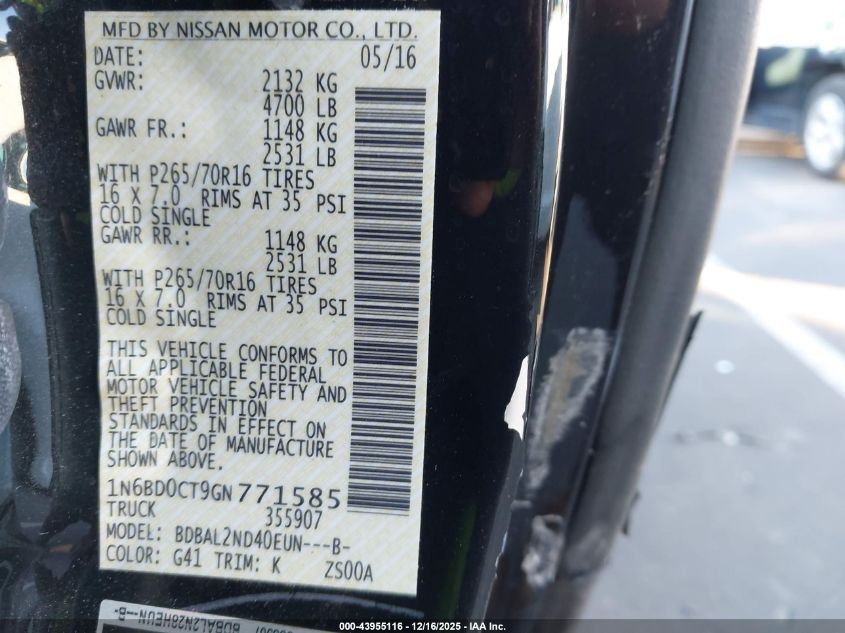 MFD BY NISSAN MOTOR CO., LTD.
DATE: 05/16
GVWR: 2132 KG
4700 LB
GAWR FR.: 1148 KG
2531 LB
WITH P265/70R16 TIRES
16 X 7.0 RIMS AT 35 PSI
COLD SINGLE
GAWR RR.: 1148 KG
2531 LB
WITH P265/70R16 TIRES
16 X 7.0 RIMS AT 35 PSI
COLD SINGLE
THIS VEHICLE CONFORMS TO
ALL APPLICABLE FEDERAL
MOTOR VEHICLE SAFETY AND
THEFT PREVENTION
STANDARDS IN EFFECT ON
THE DATE OF MANUFACTURE
SHOWN ABOVE.
1N6BD0CT9GN771585
TRUCK 355907
MODEL: BDBAL2ND40EUN---B-
COLOR: G41 TRIM: K ZS00A
000-43955116 - 12/16/2025 - IAA Inc.